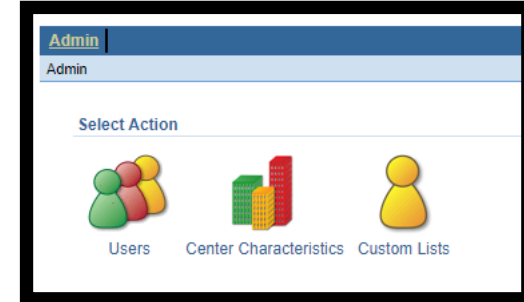 Admin
Admin
Select Action
Users Center Characteristics Custom Lists